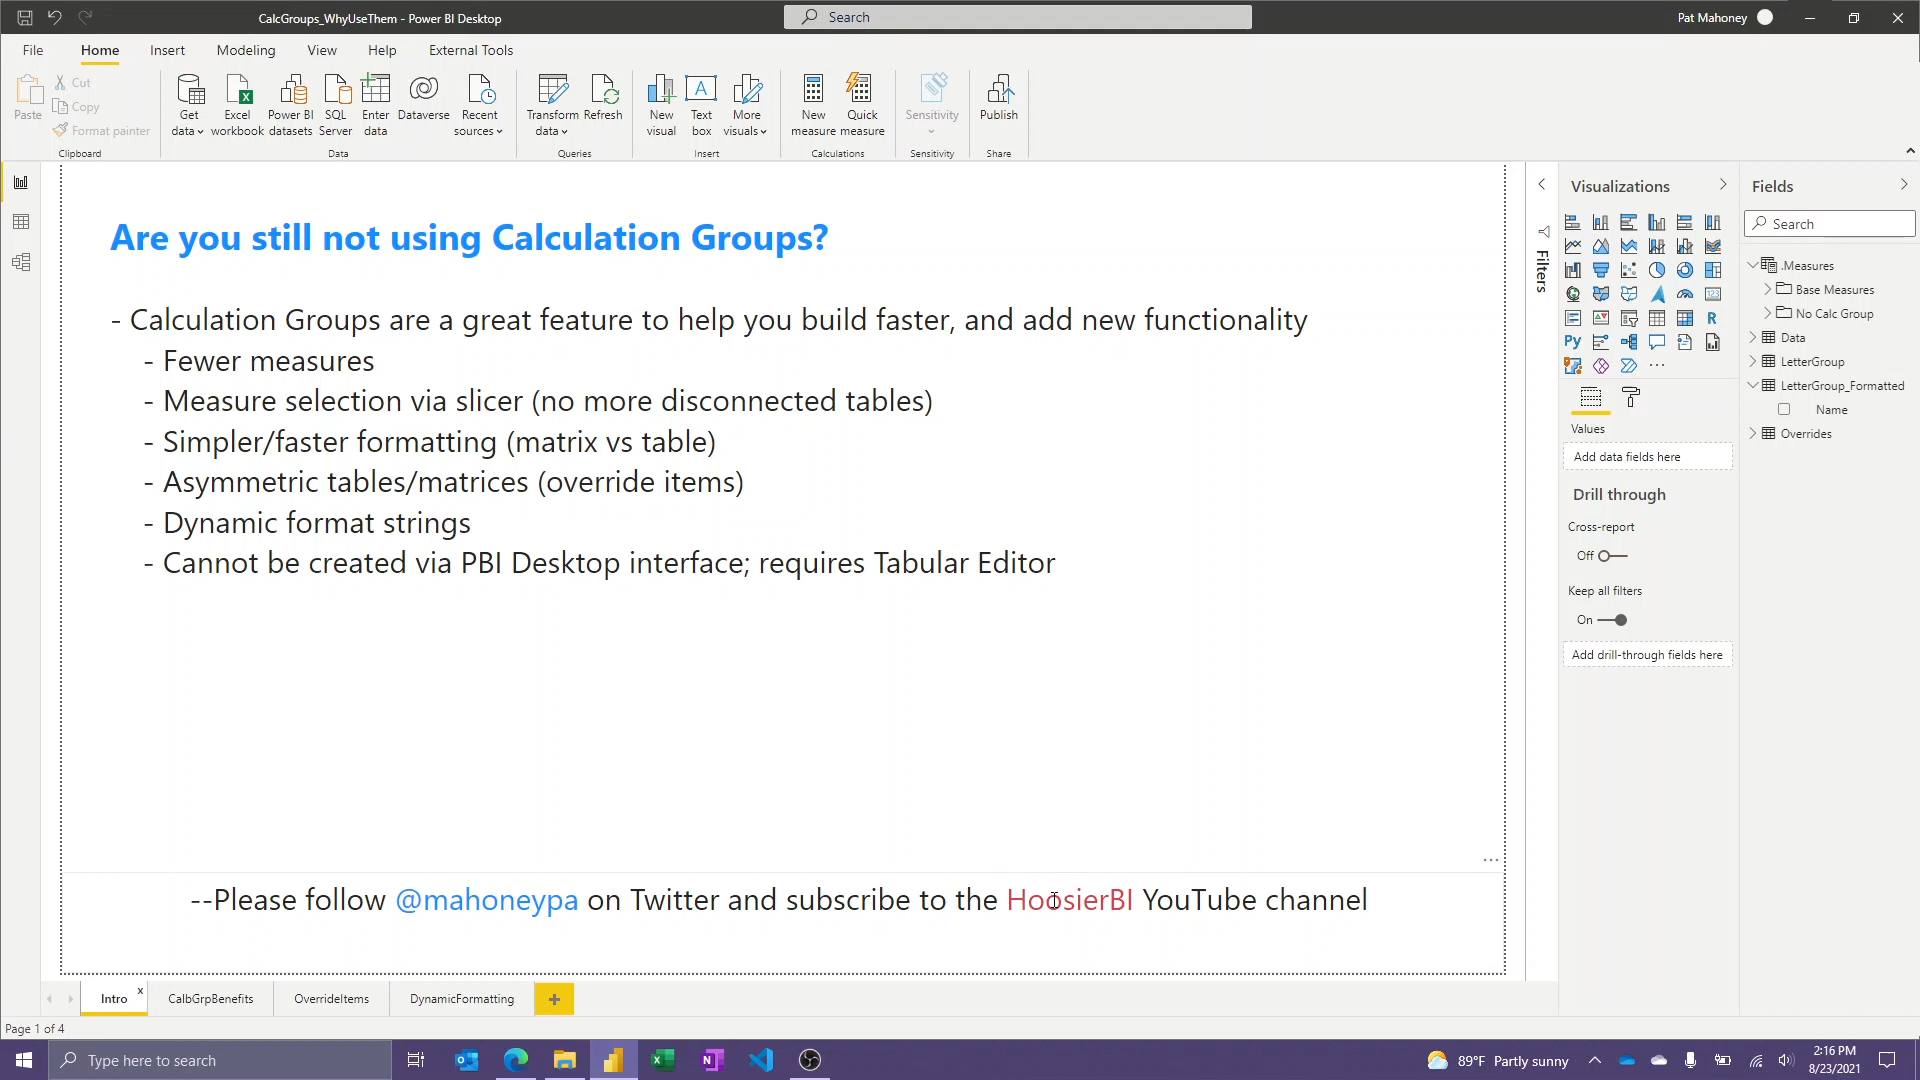 CalcGroups_WhyUseThem - Power BI Desktop
Search
Pat Mahoney
File
Home
Insert
Modeling
View
Help
External Tools
Paste
Cut
Copy
Format painter
Clipboard
Get data
Excel workbook
Power BI datasets
SQL Server
Enter data
Dataverse
Recent sources
Data
Transform data
Refresh
Queries
New visual
Text box
More visuals
Insert
New measure
Quick measure
Calculations
Sensitivity
Sensitivity
Publish
Share
Are you still not using Calculation Groups?
- Calculation Groups are a great feature to help you build faster, and add new functionality
- Fewer measures
- Measure selection via slicer (no more disconnected tables)
- Simpler/faster formatting (matrix vs table)
- Asymmetric tables/matrices (override items)
- Dynamic format strings
- Cannot be created via PBI Desktop interface; requires Tabular Editor
--Please follow @mahoneypa on Twitter and subscribe to the HoosierBI YouTube channel
Filters
Visualizations
R
Py
123
Values
Add data fields here
Drill through
Cross-report
Off
Keep all filters
On
Add drill-through fields here
Fields
Search
.Measures
Base Measures
No Calc Group
Data
LetterGroup
LetterGroup_Formatted
Name
Overrides
Intro
x
CalbGrpBenefits
OverrideItems
DynamicFormatting
+
Page 1 of 4
Type here to search
89°F Partly sunny
2:16 PM
8/23/2021